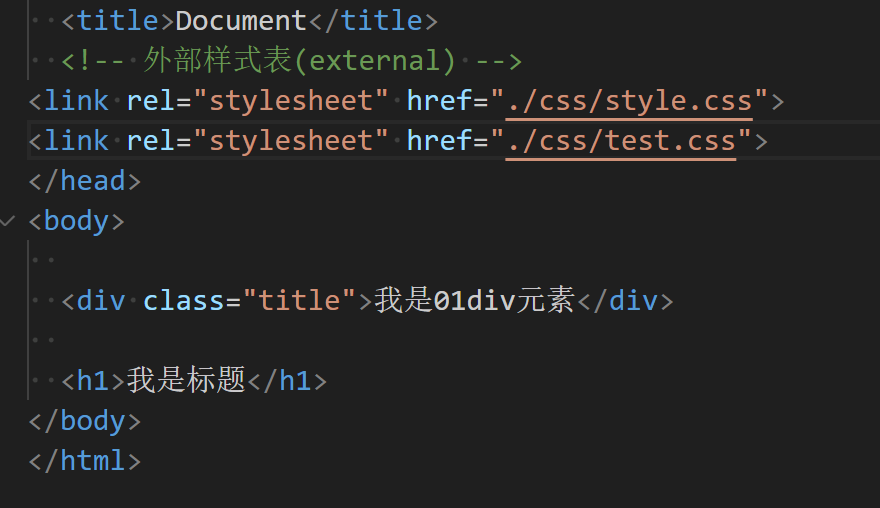 <title>Document</title>
<!-- 外部样式表(external) -->
<link rel="stylesheet" href="./css/style.css">
<link rel="stylesheet" href="./css/test.css">
</head>
<body>
<div class="title">我是01div元素</div>
<h1>我是标题</h1>
</body>
</html>